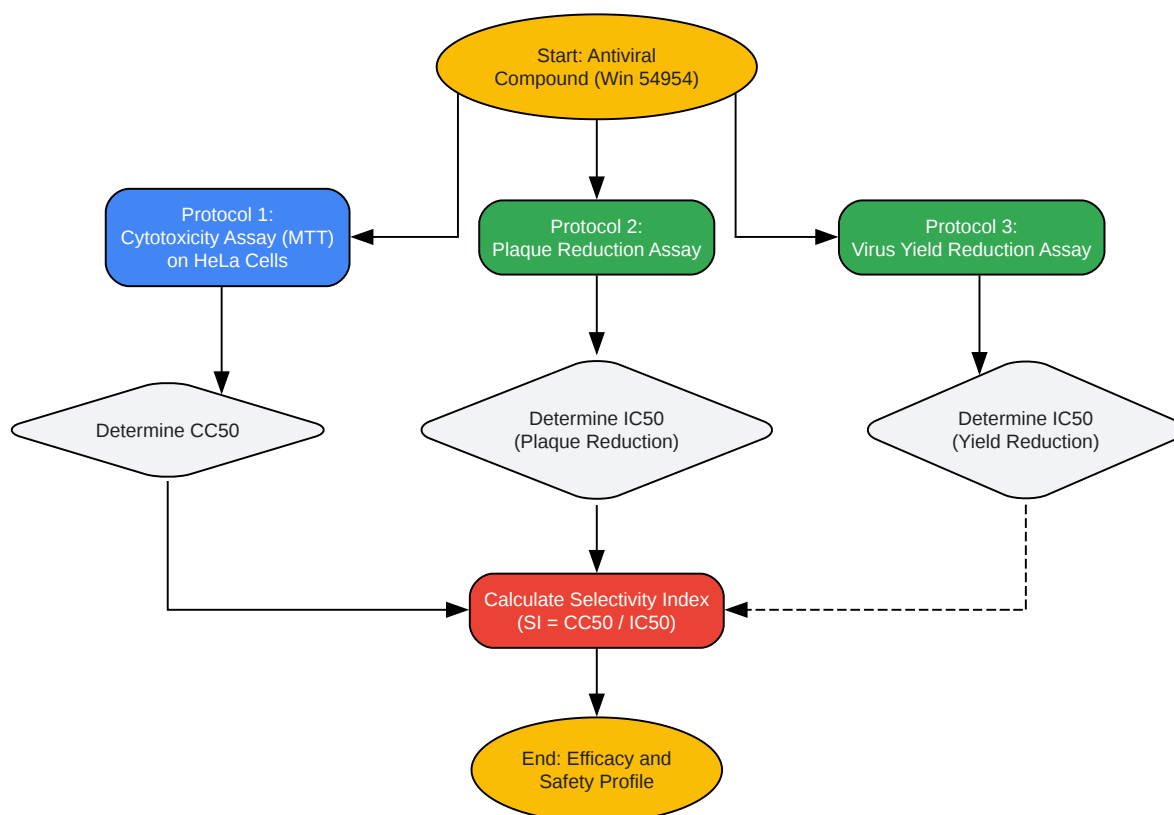 Start: Antiviral
Compound (Win 54954)
Protocol 1:
Cytotoxicity Assay (MTT)
on HeLa Cells
Protocol 2:
Plaque Reduction Assay
Protocol 3:
Virus Yield Reduction Assay
Determine CC50
Determine IC50
(Plaque Reduction)
Determine IC50
(Yield Reduction)
Calculate Selectivity Index
(SI = CC50 / IC50)
End: Efficacy and
Safety Profile